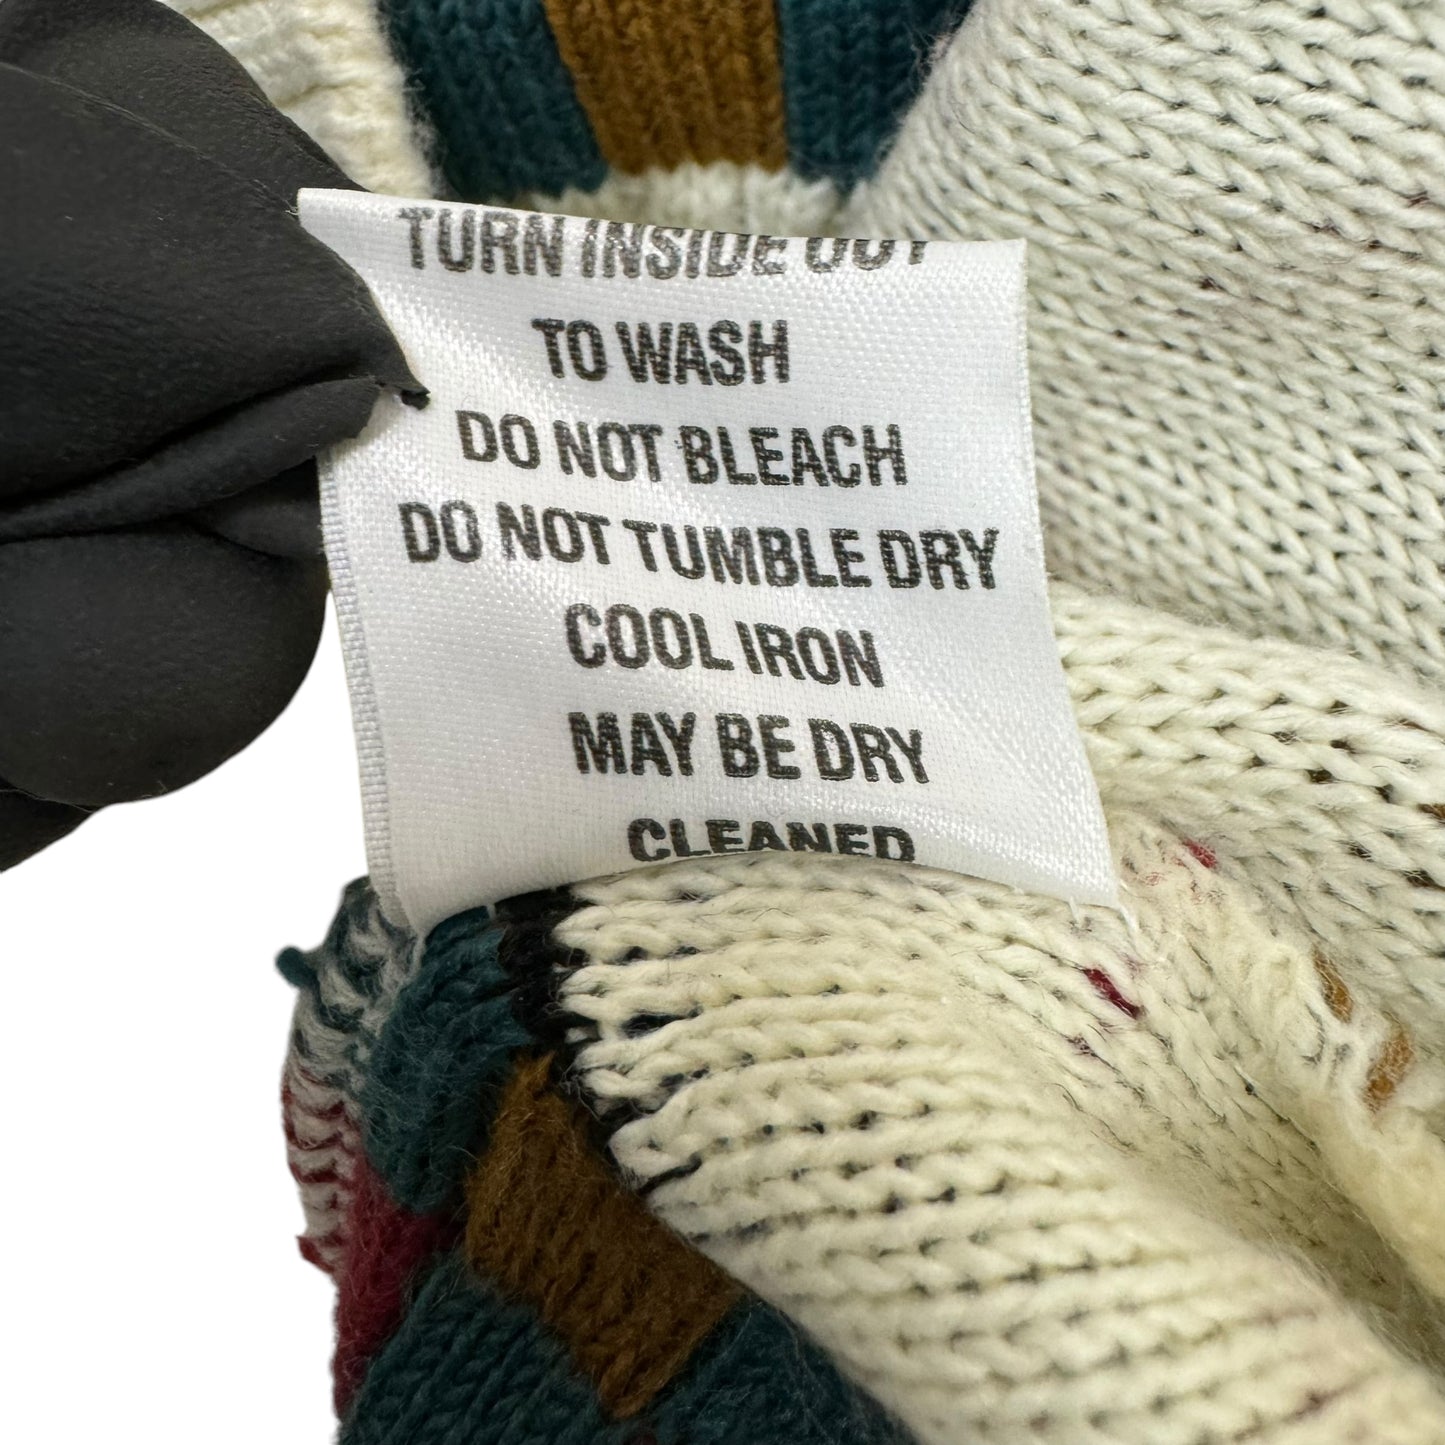 TURN INSIDE OUT
TO WASH
DO NOT BLEACH
DO NOT TUMBLE DRY
COOL IRON
MAY BE DRY
CLEANED